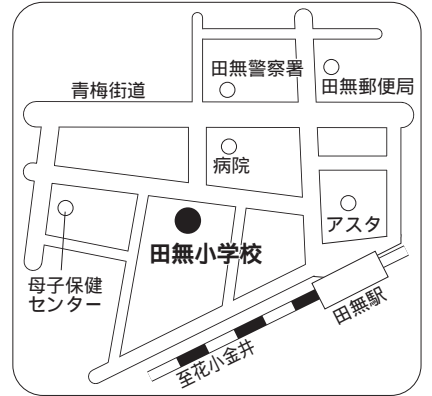 田無警察署
田無郵便局
青梅街道
病院
アスタ
田無小学校
母子保健
センター
田無駅
至花小金井